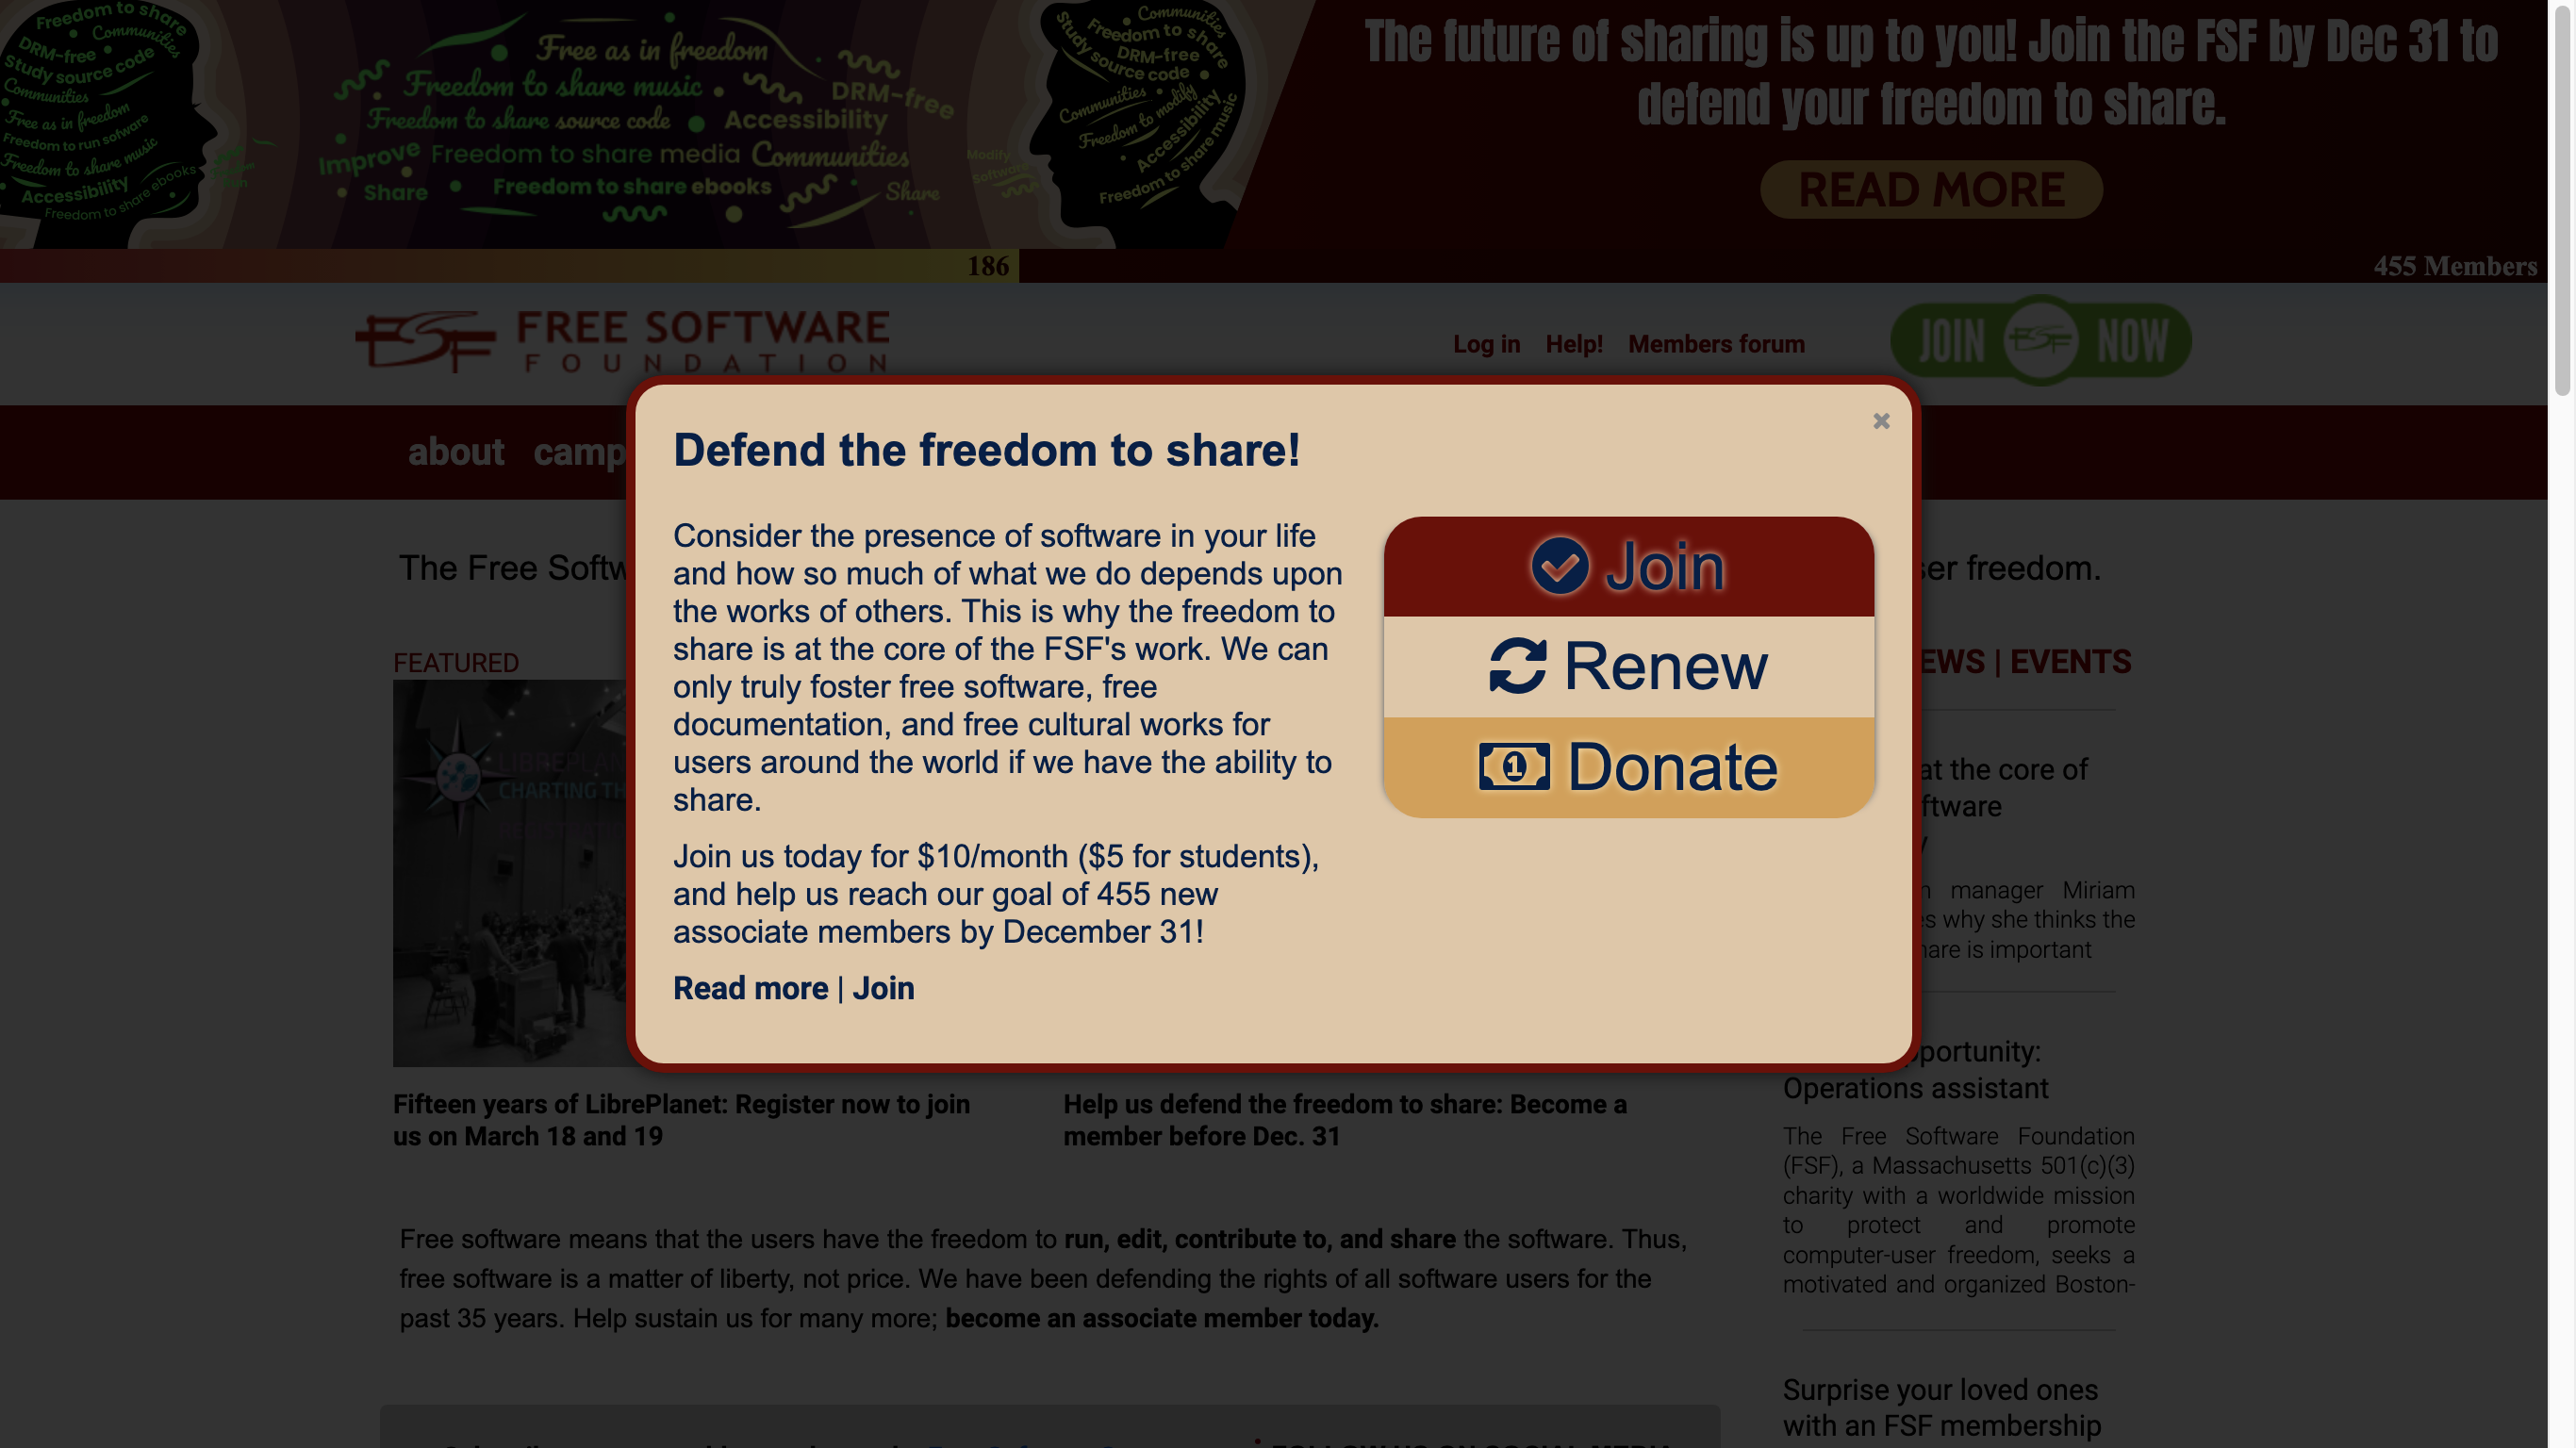 Freedom to share
Communities
DRM-free
Study source code
Communities
Free as in freedom
Freedom to run sofware
Freedom to share music
Accessibility
Freedom to share ebooks
Free as in freedom
Freedom to share music
DRM-free
Freedom to share source code
Accessibility
Improve
Freedom to share media
Communities
Share
Freedom to share ebooks
Share
Modify
Communities
Freedom to share
Study source code
DRM-free
Communities
Freedom to modify
Accessibility
Freedom to share music
The future of sharing is up to you! Join the FSF by Dec 31 to
defend your freedom to share.
READ MORE
186
455 Members
FREE SOFTWARE
FOUNDATION
Log in Help! Members forum
JOIN NOW
about camp
Defend the freedom to share!
Consider the presence of software in your life
and how so much of what we do depends upon
the works of others. This is why the freedom to
share is at the core of the FSF's work. We can
only truly foster free software, free
documentation, and free cultural works for
users around the world if we have the ability to
share.
Join us today for $10/month ($5 for students),
and help us reach our goal of 455 new
associate members by December 31!
Read more | Join
Join
Renew
Donate
The Free Softw
ser freedom.
FEATURED
EWS | EVENTS
LIBREPLAN
CHARTING TH
at the core of
ftware
y
manager Miriam
es why she thinks the
hare is important
Fifteen years of LibrePlanet: Register now to join
us on March 18 and 19
Help us defend the freedom to share: Become a
member before Dec. 31
pportunity:
Operations assistant
The Free Software Foundation
(FSF), a Massachusetts 501(c)(3)
charity with a worldwide mission
to protect and promote
computer-user freedom, seeks a
motivated and organized Boston-
Free software means that the users have the freedom to run, edit, contribute to, and share the software. Thus,
free software is a matter of liberty, not price. We have been defending the rights of all software users for the
past 35 years. Help sustain us for many more; become an associate member today.
Surprise your loved ones
with an FSF membership